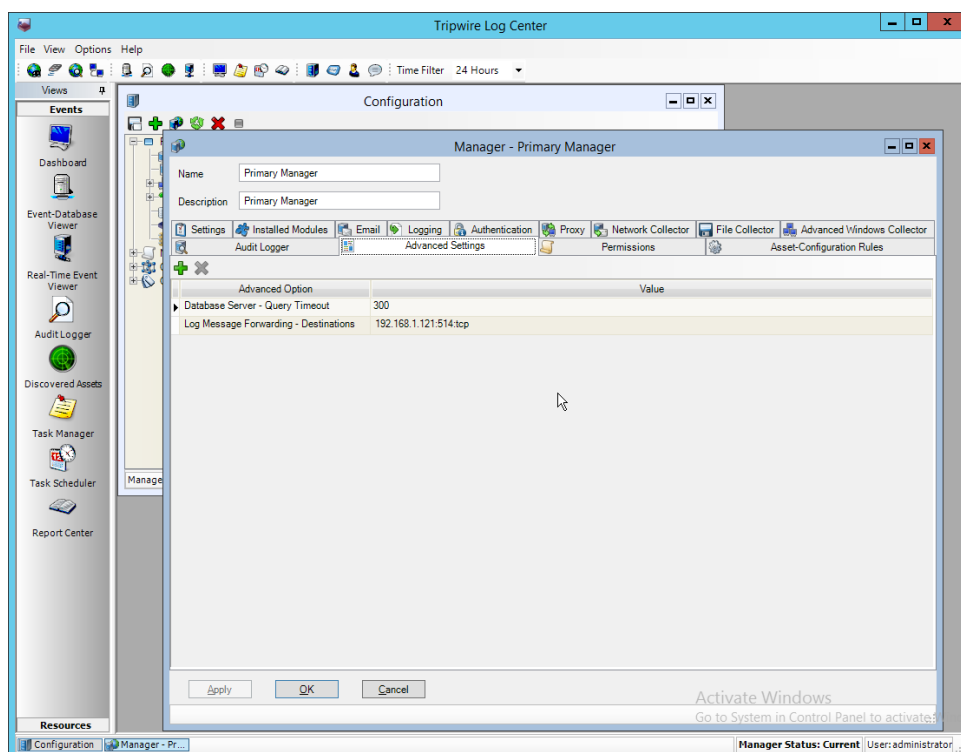 Tripwire Log Center
File View Options Help
Time Filter 24 Hours
Views
Events
Dashboard
Event-Database
Viewer
Real-Time Event
Viewer
Audit Logger
Discovered Assets
Task Manager
Task Scheduler
Report Center
Resources
Configuration
Manage
Manager - Primary Manager
Name Primary Manager
Description Primary Manager
Settings Installed Modules Email Logging Authentication Proxy Network Collector File Collector Advanced Windows Collector
Audit Logger Advanced Settings Permissions Asset-Configuration Rules
Advanced Option Value
Database Server - Query Timeout 300
Log Message Forwarding - Destinations 192.168.1.121:514:tcp
Apply OK Cancel
Activate Windows
Go to System in Control Panel to activate
Configuration Manager - Pr... Manager Status: Current User: administrator